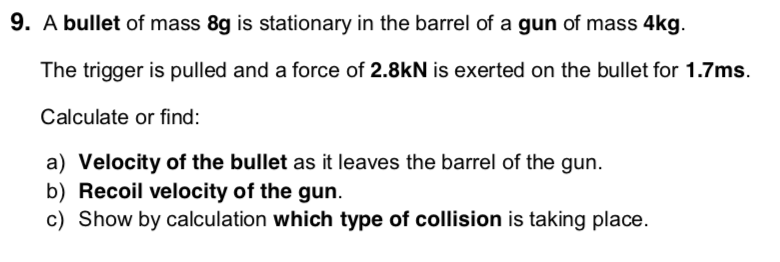 9. A bullet of mass 8g is stationary in the barrel of a gun of mass 4kg.
The trigger is pulled and a force of 2.8kN is exerted on the bullet for 1.7ms.
Calculate or find:
a) Velocity of the bullet as it leaves the barrel of the gun.
b) Recoil velocity of the gun.
c) Show by calculation which type of collision is taking place.